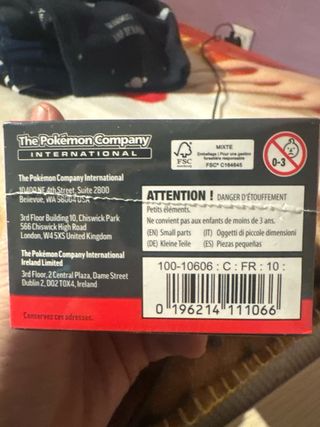 The Pokémon Company
INTERNATIONAL
The Pokémon Company International
10400 NE 4th Street, Suite 2800
Bellevue, WA 98004 USA
3rd Floor Building 10, Chiswick Park
566 Chiswick High Road
London, W4 5XS United Kingdom
The Pokémon Company International
Ireland Limited
3rd Floor, 2 Central Plaza, Dame Street
Dublin 2, D02 T0X4, Ireland
Conservez ces adresses.
FSC
MIXTE
Emballage | Pour une gestion
forestière responsable
FSC® C164645
0-3
ATTENTION ! DANGER D'ÉTOUFFEMENT
Petits éléments.
Ne convient pas aux enfants de moins de 3 ans.
(EN) Small parts (IT) Oggetti di piccole dimensioni
(DE) Kleine Teile (ES) Piezas pequeñas
100-10606 : C : FR : 10 :
0 196214 111066